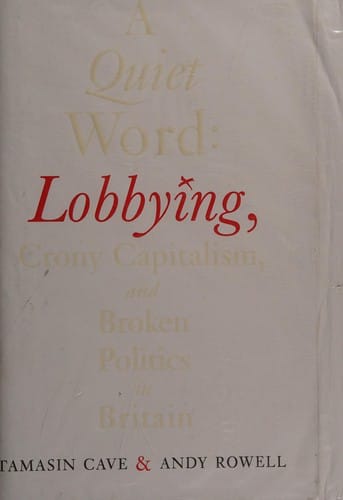 A
Quiet
Word:
Lobbying,
Crony Capitalism,
and
Broken
Politics
in
Britain
TAMASIN CAVE & ANDY ROWELL